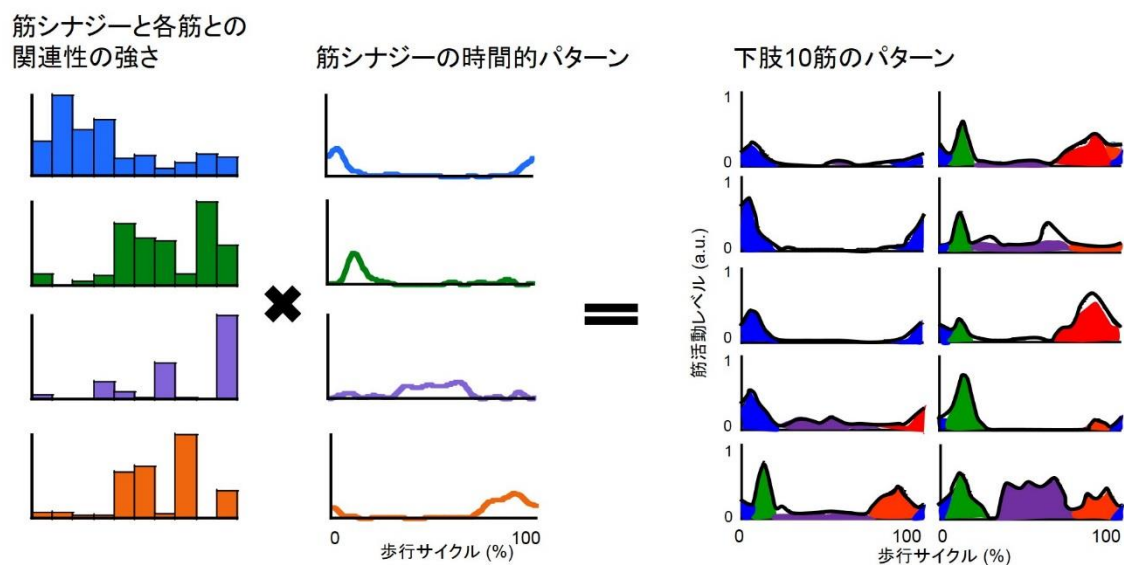 筋シナジーと各筋との
関連性の強さ
筋シナジーの時間的パターン
下肢10筋のパターン
1
0
1
0
1
0
1
0
1
0
筋活動レベル (a.u.)
0
100
歩行サイクル (%)
0
100
0
100
歩行サイクル (%)